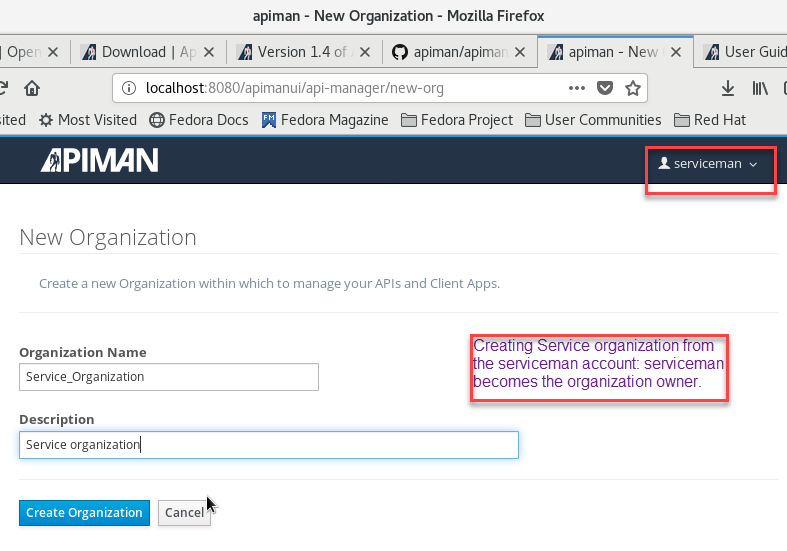 apiman - New Organization - Mozilla Firefox
| Open
Download | Ap
Version 1.4 of
apiman/apiman
apiman - New
User Guid
localhost:8080/apimanui/api-manager/new-org
Most Visited
Fedora Docs
Fedora Magazine
Fedora Project
User Communities
Red Hat
APIMAN
serviceman
New Organization
Create a new Organization within which to manage your APIs and Client Apps.
Organization Name
Service_Organization
Creating Service organization from
the serviceman account: serviceman
becomes the organization owner.
Description
Service organization
Create Organization
Cancel